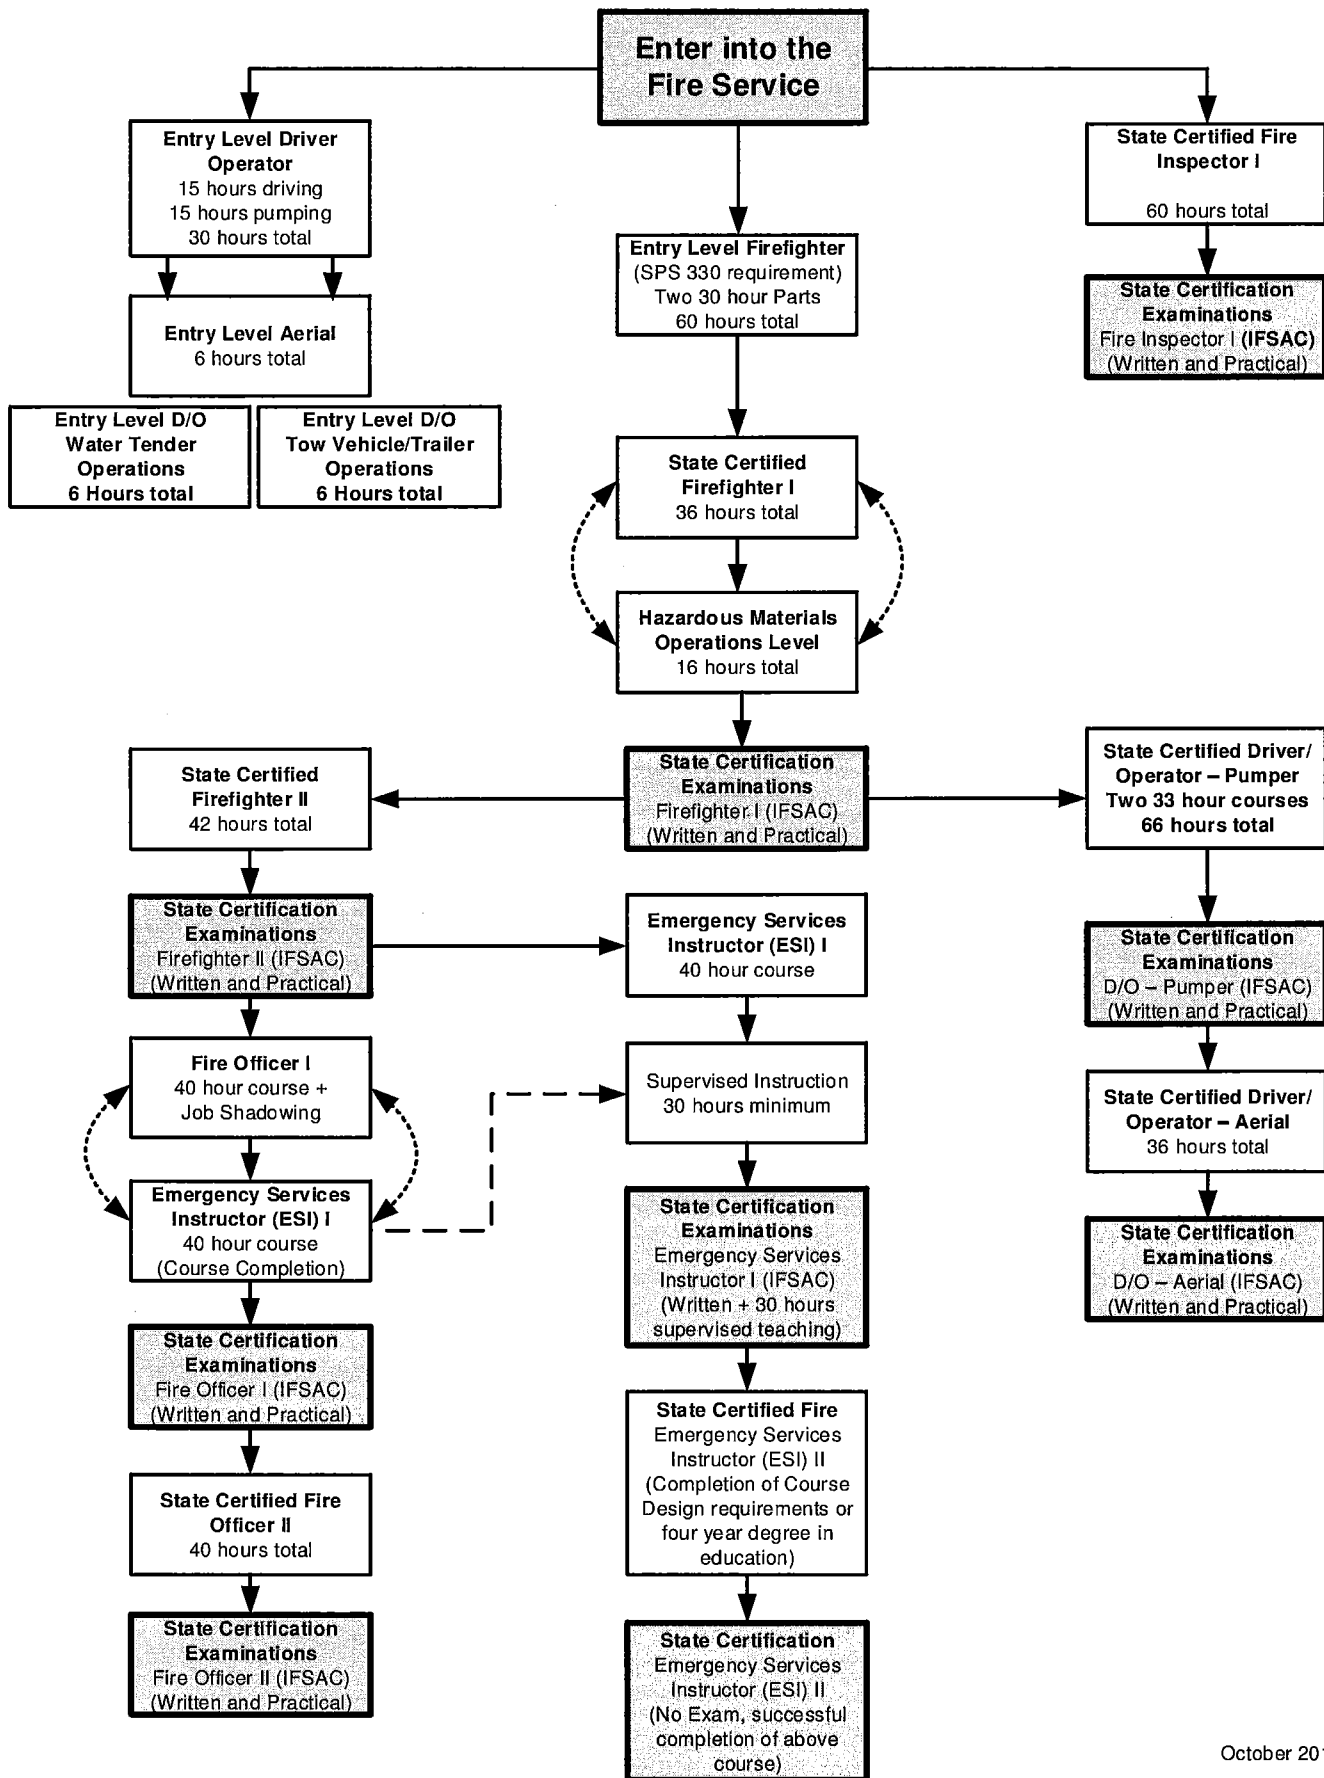 Enter into the
Fire Service
Entry Level Driver
Operator
15 hours driving
15 hours pumping
30 hours total
State Certified Fire
Inspector I
60 hours total
Entry Level Firefighter
(SPS 330 requirement)
Two 30 hour Parts
60 hours total
State Certification
Examinations
Fire Inspector I (IFSAC)
(Written and Practical)
Entry Level Aerial
6 hours total
Entry Level D/O
Water Tender
Operations
6 Hours total
Entry Level D/O
Tow Vehicle/Trailer
Operations
6 Hours total
State Certified
Firefighter I
36 hours total
Hazardous Materials
Operations Level
16 hours total
State Certified
Firefighter II
42 hours total
State Certification
Examinations
Firefighter I (IFSAC)
(Written and Practical)
State Certified Driver/
Operator – Pumper
Two 33 hour courses
66 hours total
State Certification
Examinations
Firefighter II (IFSAC)
(Written and Practical)
Emergency Services
Instructor (ESI) I
40 hour course
State Certification
Examinations
D/O – Pumper (IFSAC)
(Written and Practical)
Fire Officer I
40 hour course +
Job Shadowing
Supervised Instruction
30 hours minimum
State Certified Driver/
Operator – Aerial
36 hours total
Emergency Services
Instructor (ESI) I
40 hour course
(Course Completion)
State Certification
Examinations
Emergency Services
Instructor I (IFSAC)
(Written + 30 hours
supervised teaching)
State Certification
Examinations
D/O – Aerial (IFSAC)
(Written and Practical)
State Certification
Examinations
Fire Officer I (IFSAC)
(Written and Practical)
State Certified Fire
Emergency Services
Instructor (ESI) II
(Completion of Course
Design requirements or
four year degree in
education)
State Certified Fire
Officer II
40 hours total
State Certification
Examinations
Fire Officer II (IFSAC)
(Written and Practical)
State Certification
Emergency Services
Instructor (ESI) II
(No Exam, successful
completion of above
course)
October 201